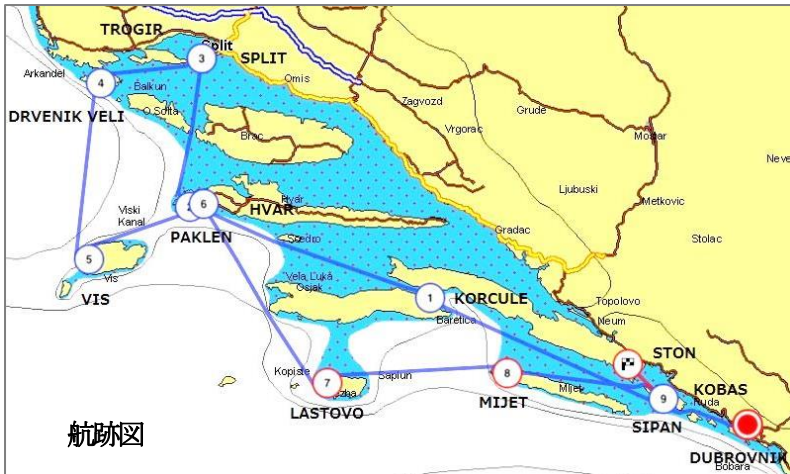 TROGIR
Split
SPLIT
3
Arkandel
4
Balkun
Omis
DRVENIK VELI
O Solta
Zagvozd
Grude
Vrgorac
Mostar
Brac
Neve
Ljubuski
Metkovic
Viski
Kanal
2
6
Hvar
HVAR
PAKLEN
Gradac
Stolac
5
Vis
VIS
Scedro
Vela Luka
Osjak
1
KORCULE
Baretica
Topolovo
Neum
STON
Kopiste
7
Saplun
8
Mljet
KOBAS
Ruda
9
LASTOVO
MIJET
SIPAN
航跡図
DUBROVNIK
Bobara